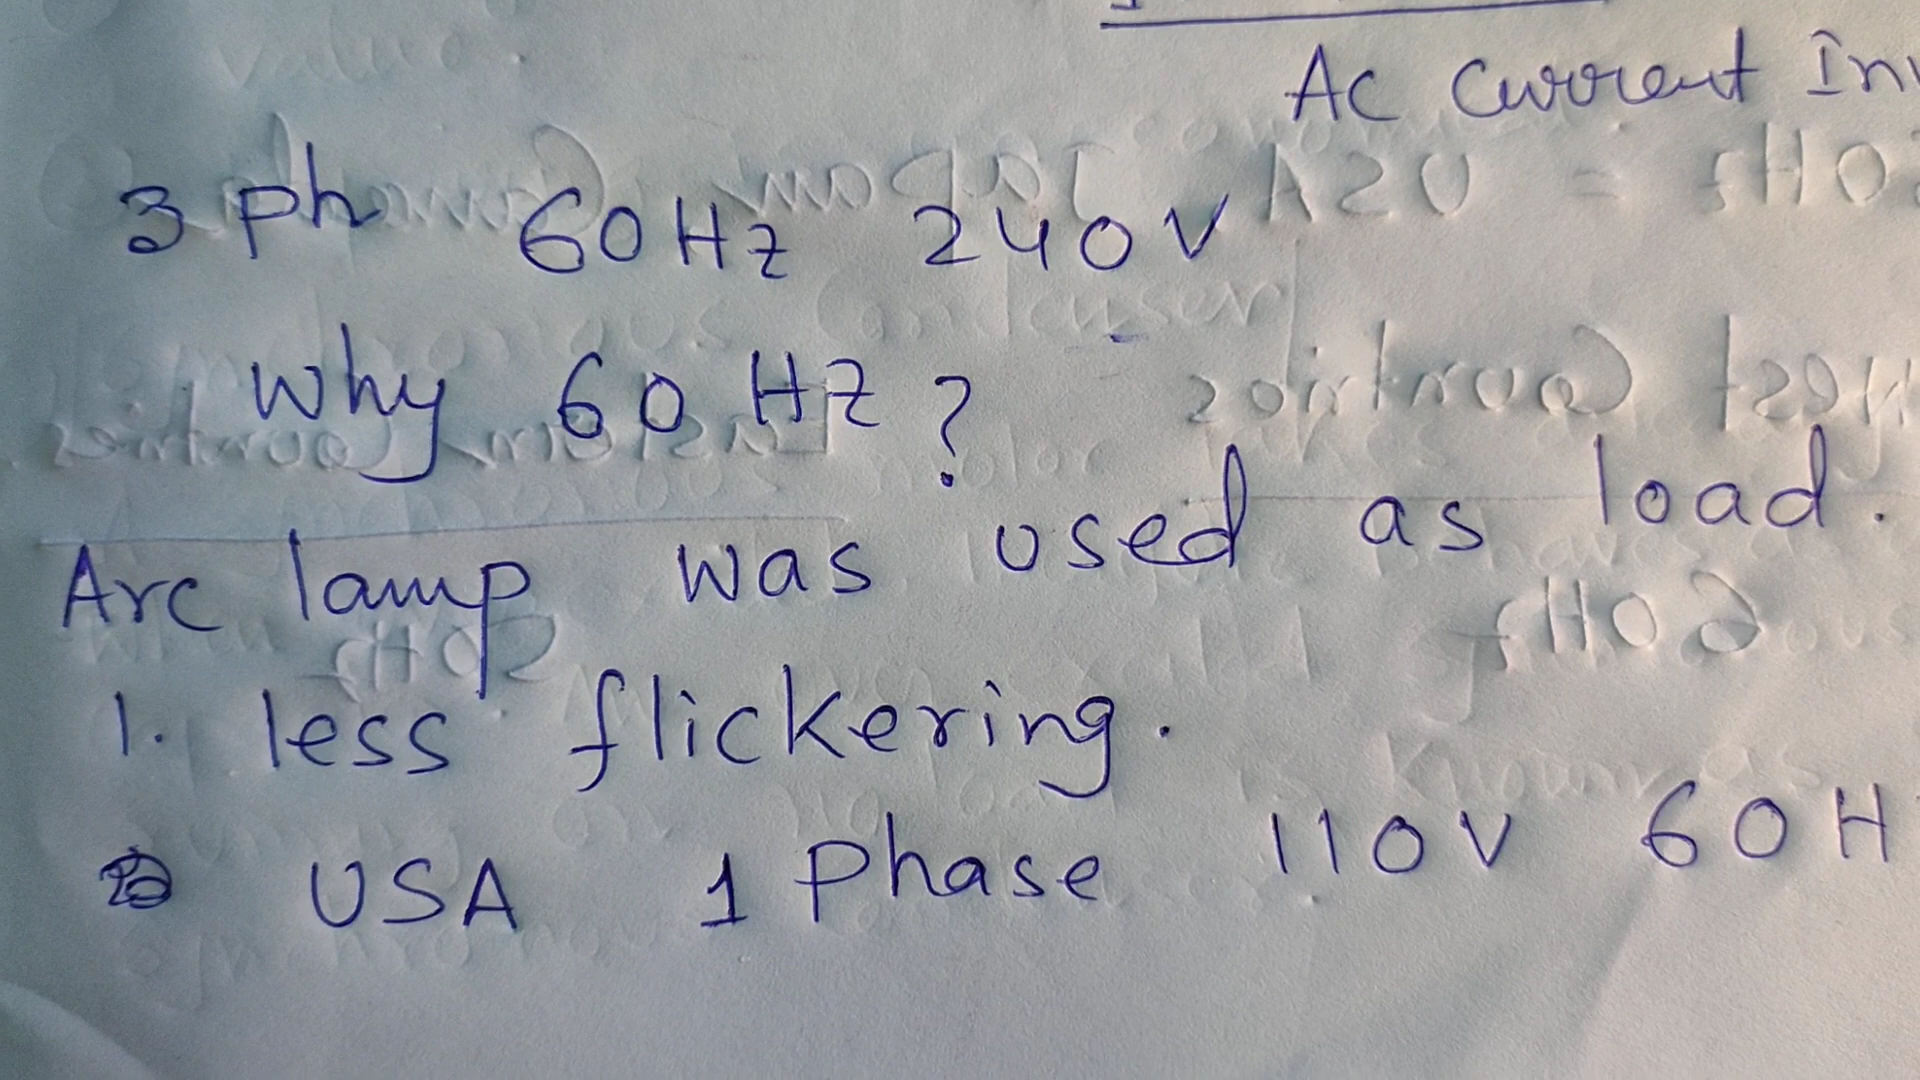 AC Current Inv
3 Ph 60Hz 240V
Why 60 HZ?
Arc lamp was used as load.
1. less flickering.
USA 1 Phase 110V 60H